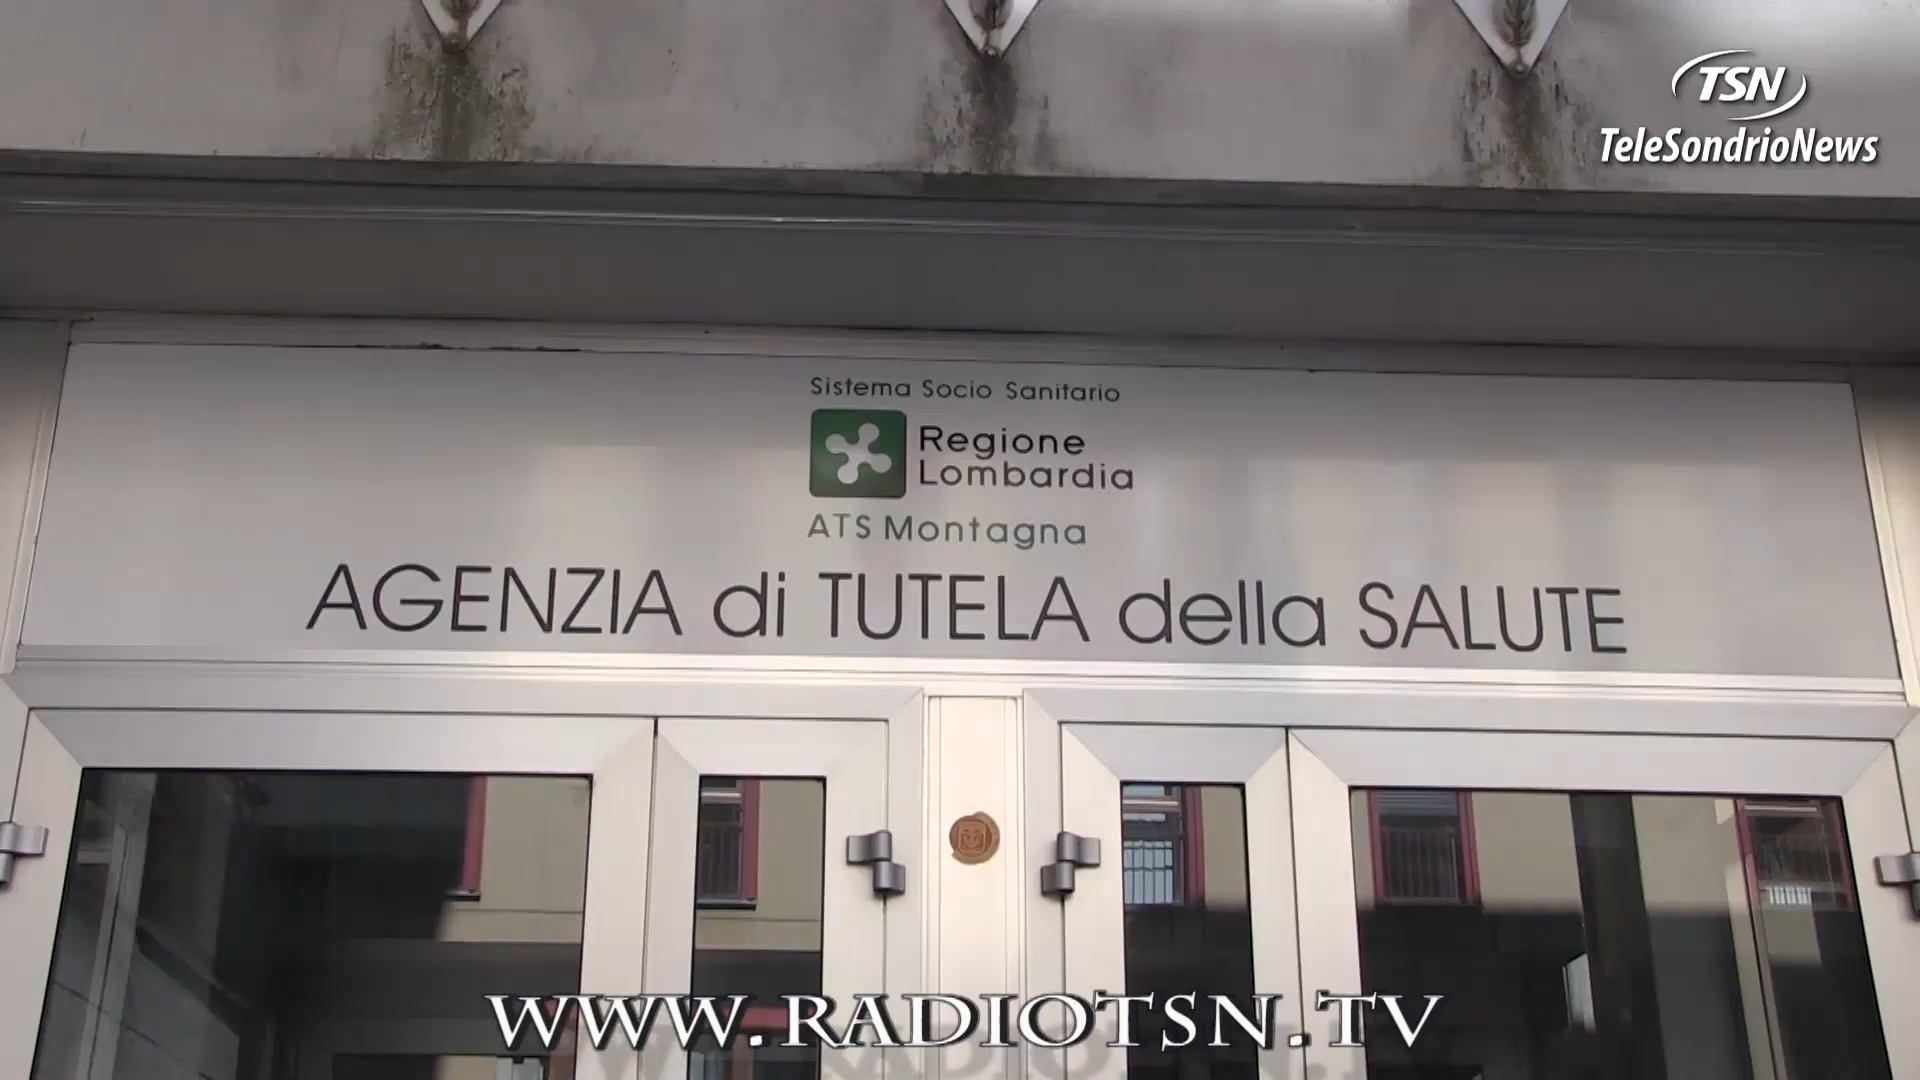 TSN
TeleSondrioNews
Sistema Socio Sanitario
Regione
Lombardia
ATS Montagna
AGENZIA di TUTELA della SALUTE
WWW.RADIOTSN.TV